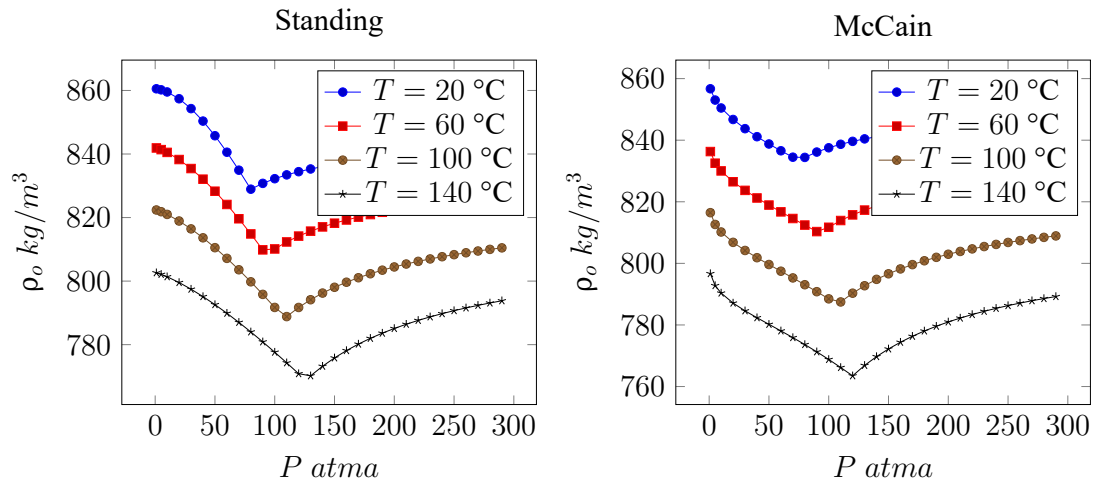 Standing
860
840
820
800
780
0 50 100 150 200 250 300
P atma
ρₒ kg/m³
T = 20 °C
T = 60 °C
T = 100 °C
T = 140 °C
McCain
860
840
820
800
780
760
0 50 100 150 200 250 300
P atma
ρₒ kg/m³
T = 20 °C
T = 60 °C
T = 100 °C
T = 140 °C